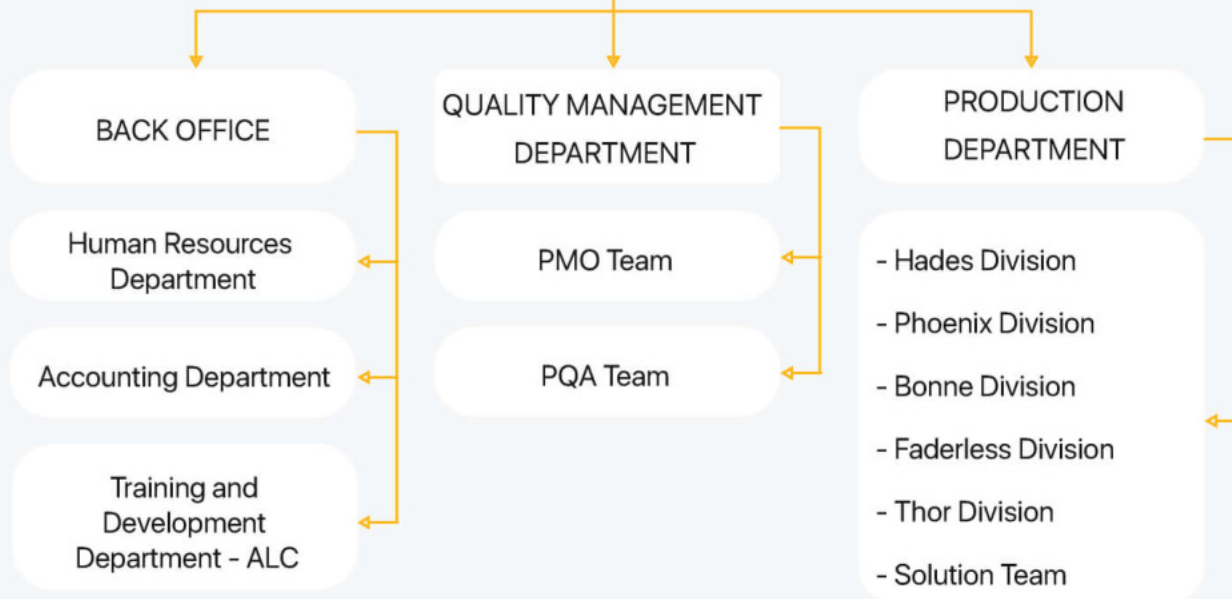 BACK OFFICE
Human Resources
Department
Accounting Department
Training and
Development
Department - ALC
QUALITY MANAGEMENT
DEPARTMENT
PMO Team
PQA Team
PRODUCTION
DEPARTMENT
- Hades Division
- Phoenix Division
- Bonne Division
- Faderless Division
- Thor Division
- Solution Team